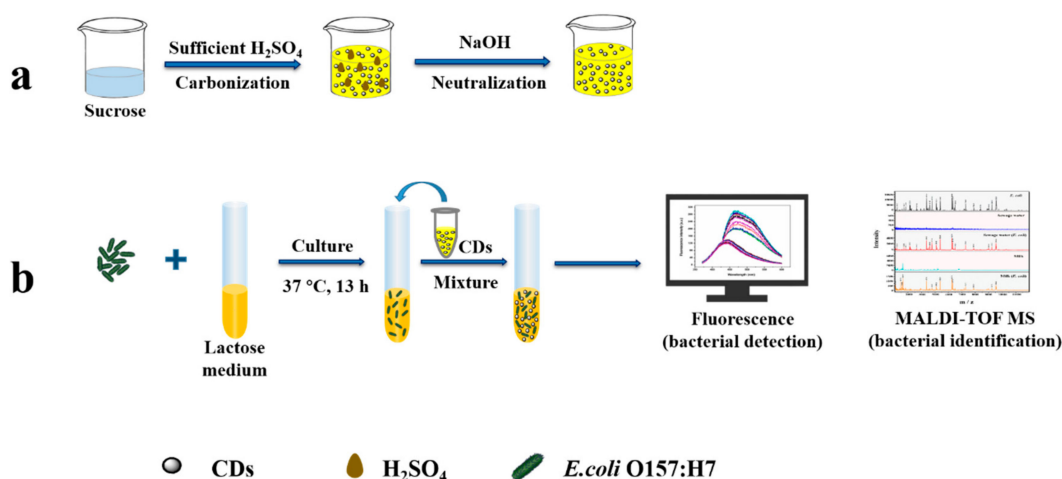 a
Sucrose
Sufficient H₂SO₄
Carbonization
NaOH
Neutralization
b
Lactose
medium
Culture
37 °C, 13 h
CDs
Mixture
Fluorescence
(bacterial detection)
m / z
MALDI-TOF MS
(bacterial identification)
CDs
H₂SO₄
E.coli O157:H7